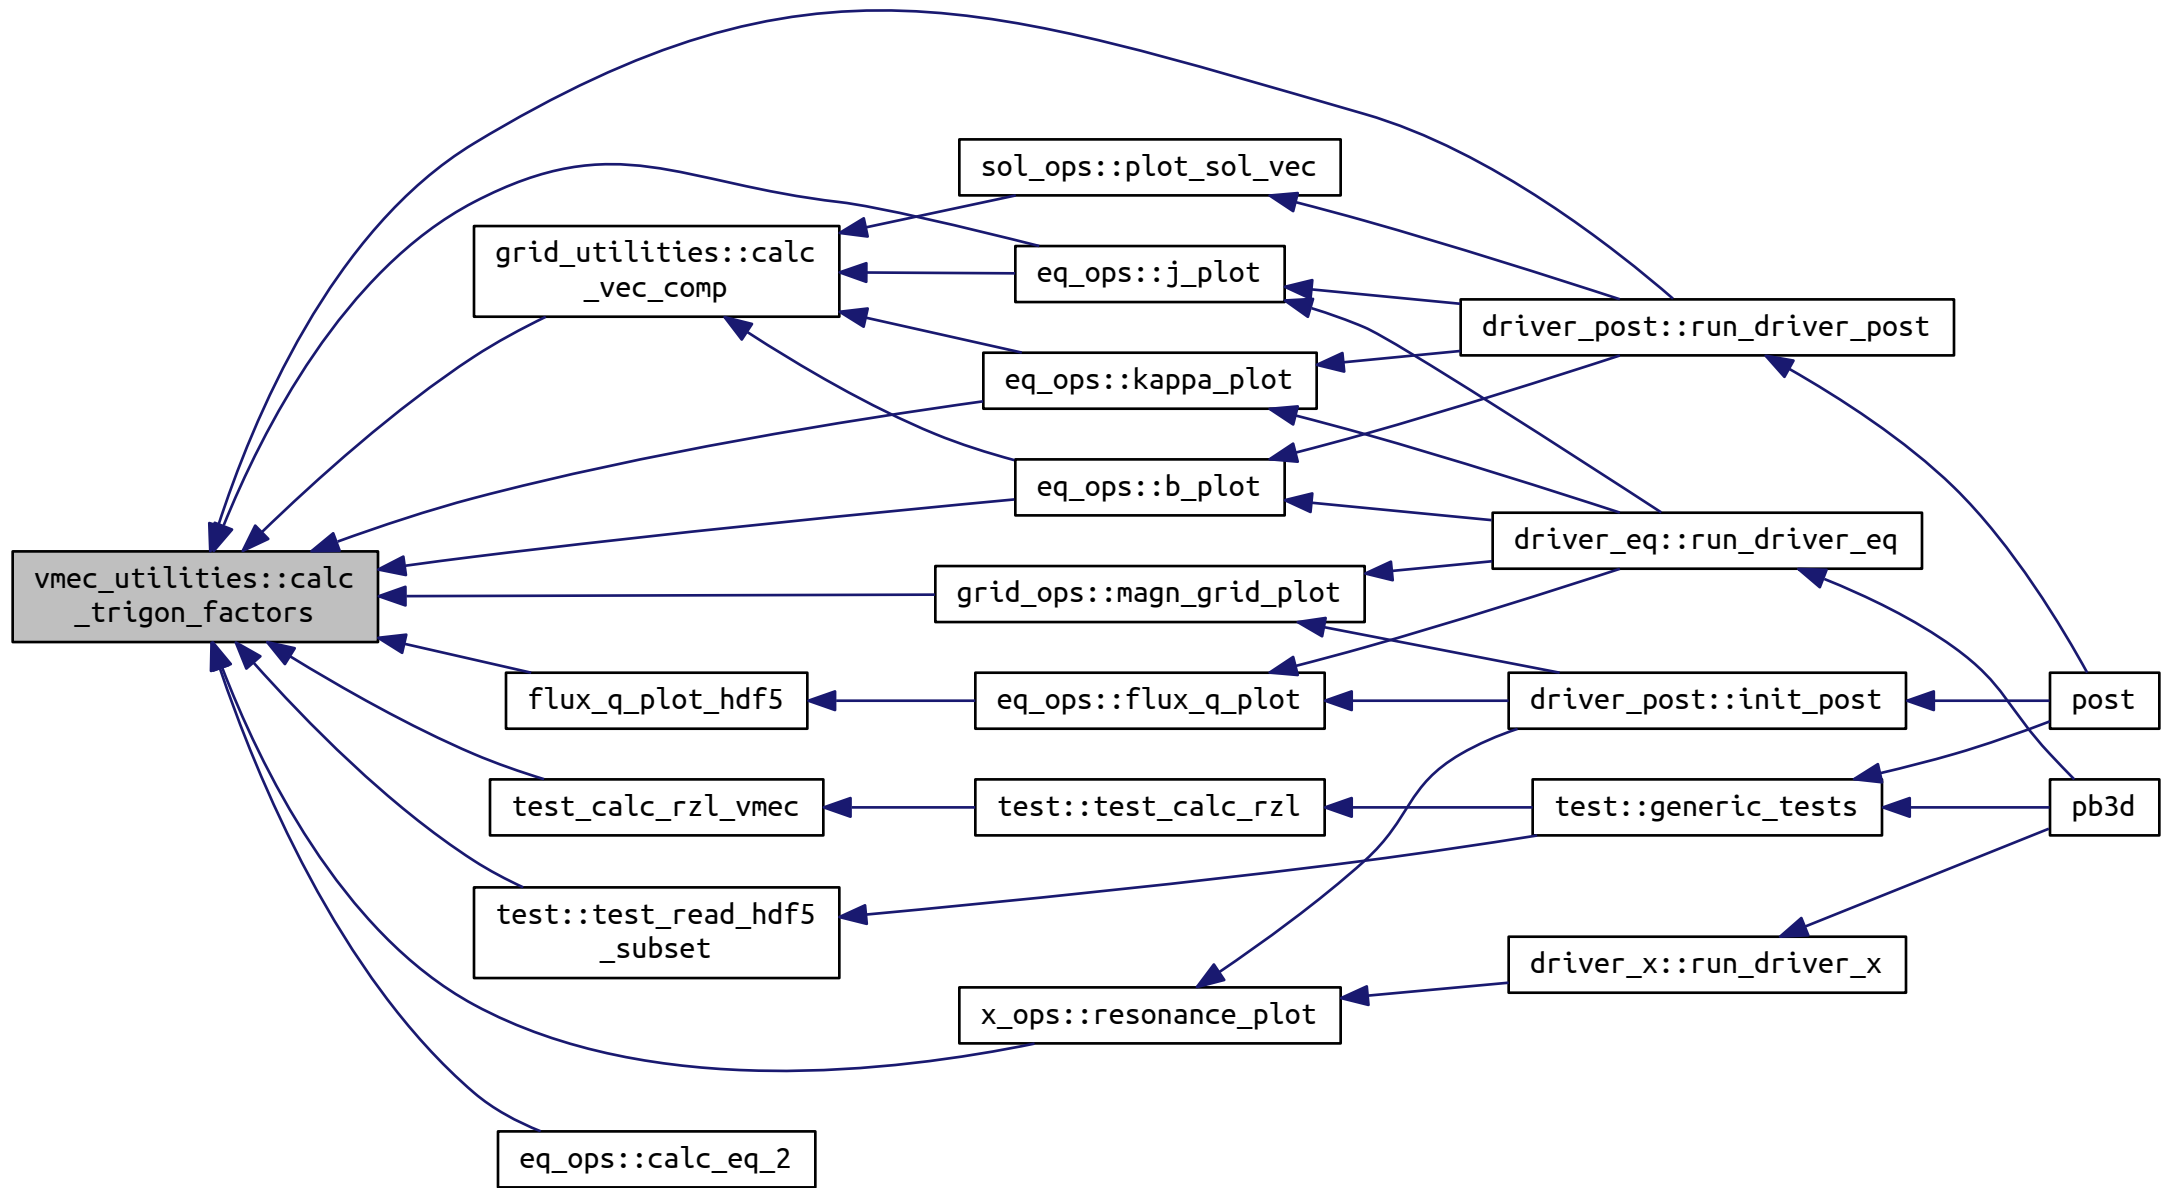 sol_ops::plot_sol_vec
grid_utilities::calc
_vec_comp
eq_ops::j_plot
driver_post::run_driver_post
eq_ops::kappa_plot
eq_ops::b_plot
driver_eq::run_driver_eq
vmec_utilities::calc
_trigon_factors
grid_ops::magn_grid_plot
flux_q_plot_hdf5
eq_ops::flux_q_plot
driver_post::init_post
post
test_calc_rzl_vmec
test::test_calc_rzl
test::generic_tests
pb3d
test::test_read_hdf5
_subset
driver_x::run_driver_x
x_ops::resonance_plot
eq_ops::calc_eq_2